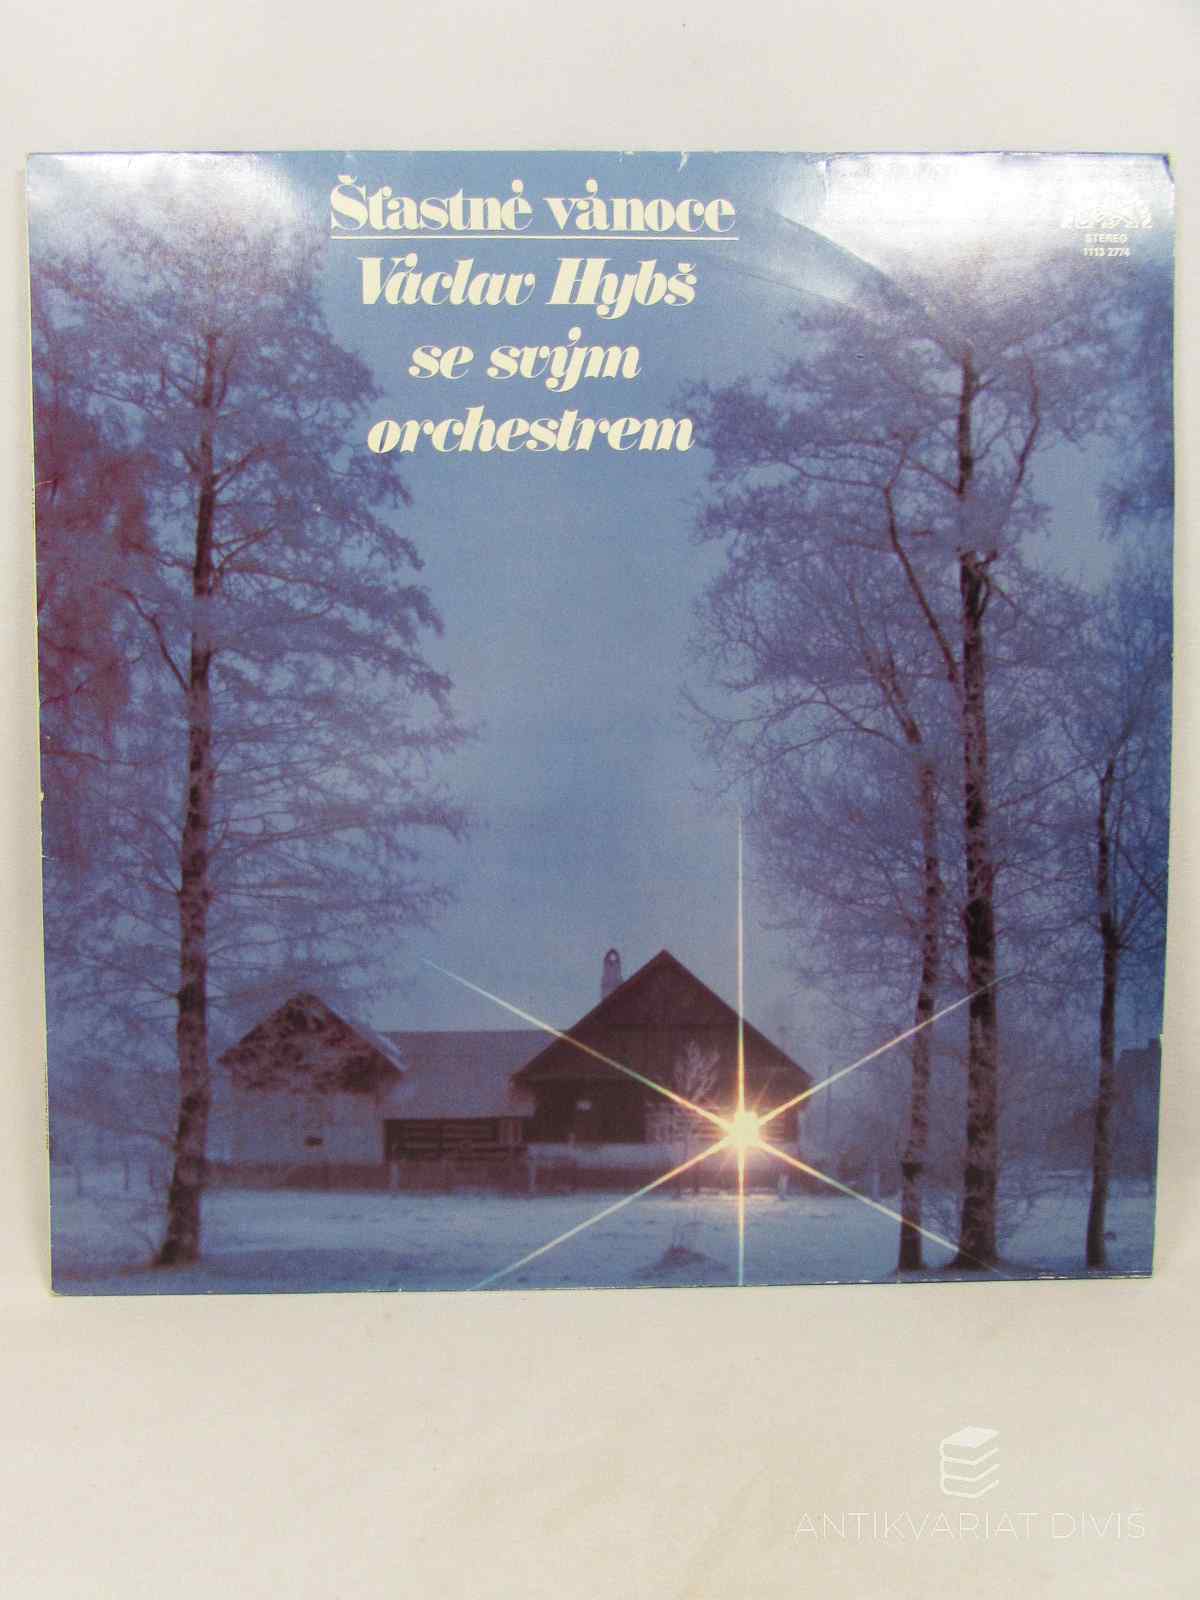 Šťastné vánoce
Václav Hybš
se svým
orchestrem
STEREO
1113 2774
ANTIKVARIAT DIVIŠ